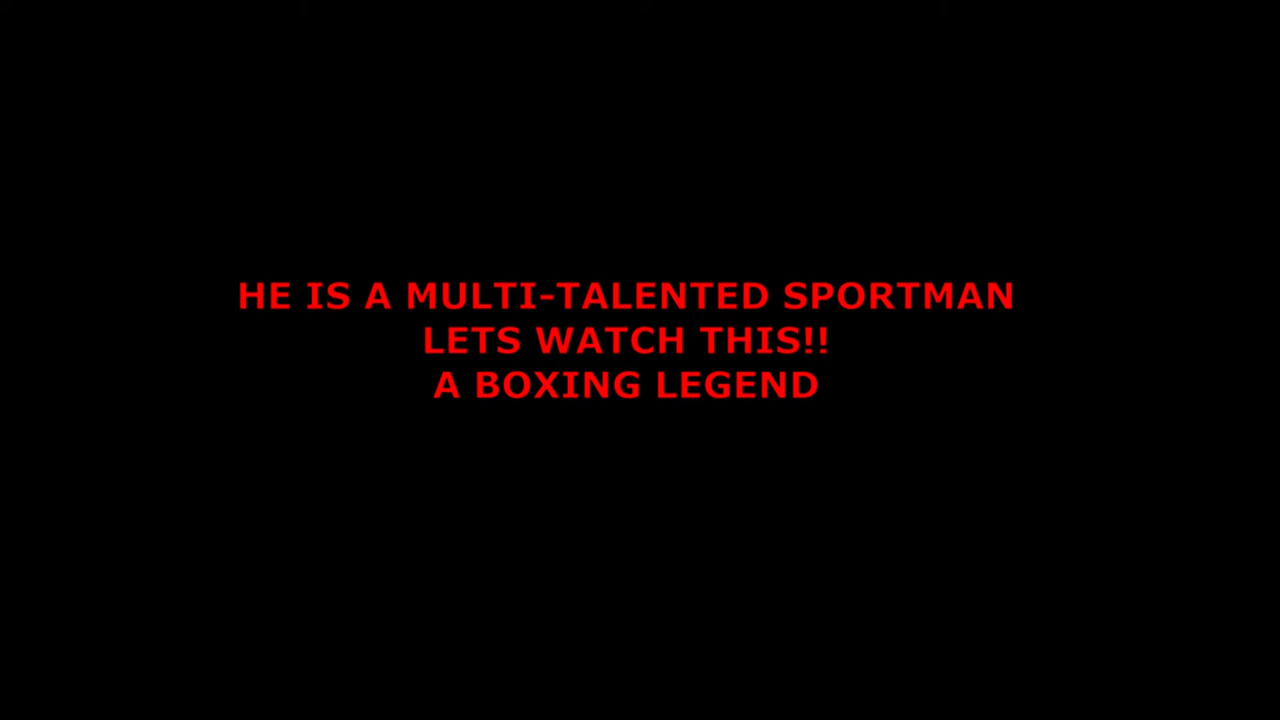 HE IS A MULTI-TALENTED SPORTMAN
LETS WATCH THIS!!
A BOXING LEGEND